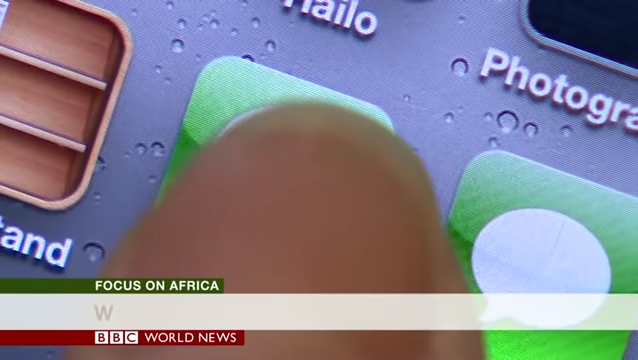 Hailo
Photogra
tand
FOCUS ON AFRICA
W
BBC WORLD NEWS